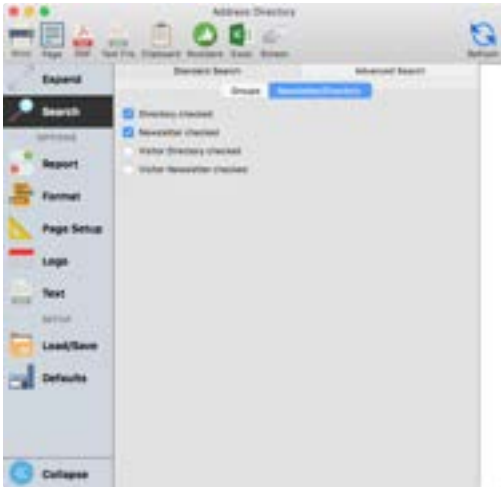 Address Directory
Print Page PDF Text File Clipboard Numbers Excel Screen Refresh
Expand
Standard Search Advanced Search
Groups Newsletter/Directory
Search
Directory checked
Newsletter checked
Visitor Directory checked
Visitor Newsletter checked
OPTIONS
Report
Format
Page Setup
Logo
Text
SETUP
Load/Save
Defaults
Collapse